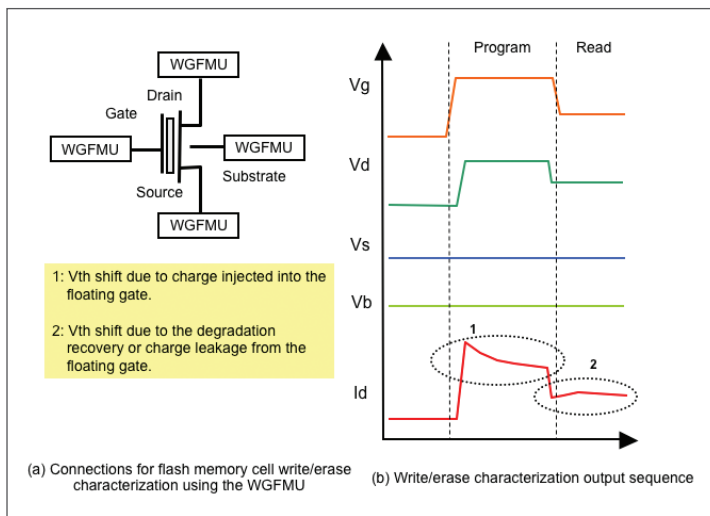 WGFMU
Drain
Gate
WGFMU
WGFMU
Substrate
Source
WGFMU
1: Vth shift due to charge injected into the
floating gate.
2: Vth shift due to the degradation
recovery or charge leakage from the
floating gate.
(a) Connections for flash memory cell write/erase
characterization using the WGFMU
Program
Read
Vg
Vd
Vs
Vb
1
2
Id
(b) Write/erase characterization output sequence